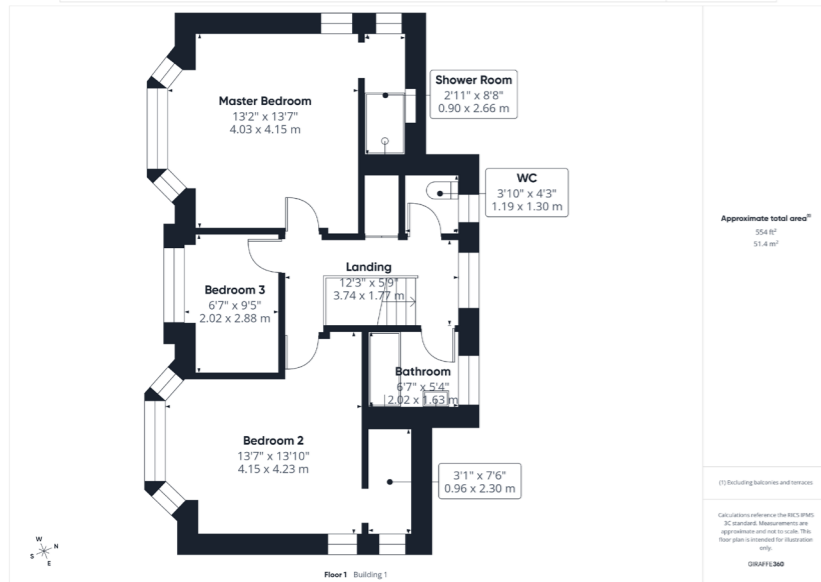 Master Bedroom
13'2" x 13'7"
4.03 x 4.15 m
Shower Room
2'11" x 8'8"
0.90 x 2.66 m
WC
3'10" x 4'3"
1.19 x 1.30 m
Landing
12'3" x 5'9"
3.74 x 1.77 m
Bedroom 3
6'7" x 9'5"
2.02 x 2.88 m
Bathroom
6'7" x 5'4"
2.02 x 1.63 m
Bedroom 2
13'7" x 13'10"
4.15 x 4.23 m
3'1" x 7'6"
0.96 x 2.30 m
W
N
S
E
Floor 1 Building 1
Approximate total area(1)
554 ft²
51.4 m²
(1) Excluding balconies and terraces
Calculations reference the RICS IPMS
3C standard. Measurements are
approximate and not to scale. This
floor plan is intended for illustration
only.
GIRAFFE360